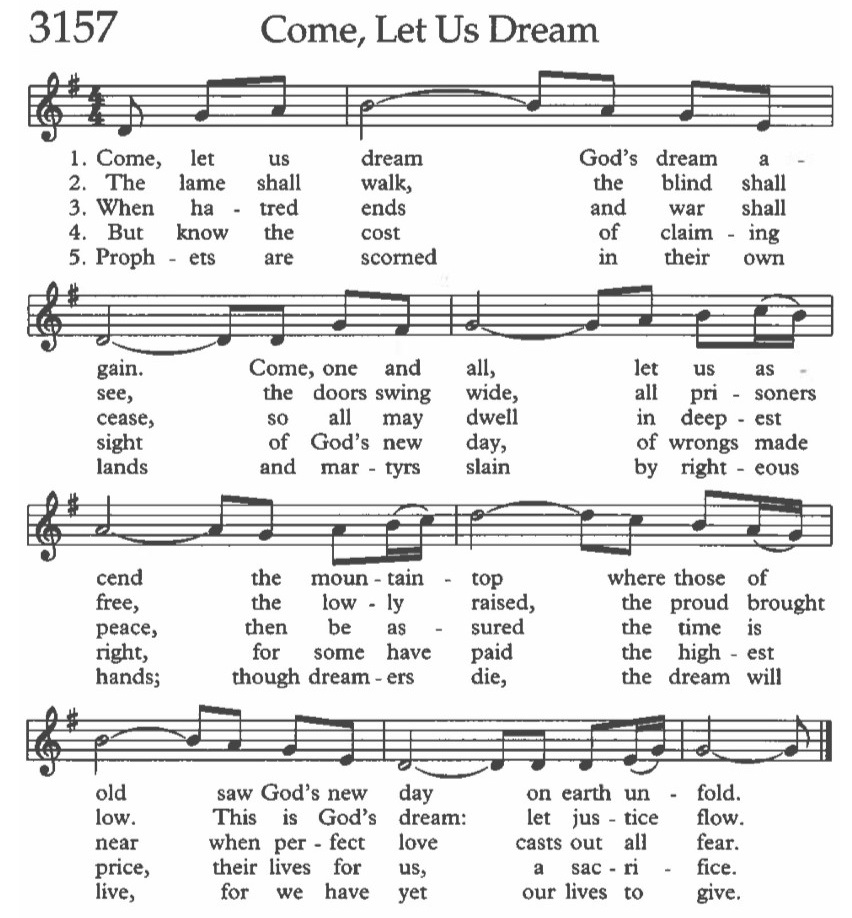 3157 Come, Let Us Dream
1. Come, let us dream God's dream a -
2. The lame shall walk, the blind shall
3. When ha - tred ends and war shall
4. But know the cost of claim - ing
5. Proph - ets are scorned in their own
gain. Come, one and all, let us as -
see, the doors swing wide, all pri - soners
cease, so all may dwell in deep - est
sight of God's new day, of wrongs made
lands and mar - tyrs slain by right - eous
cend the moun - tain - top where those of
free, the low - ly raised, the proud brought
peace, then be as - sured the time is
right, for some have paid the high - est
hands; though dream - ers die, the dream will
old saw God's new day on earth un - fold.
low. This is God's dream: let jus - tice flow.
near when per - fect love casts out all fear.
price, their lives for us, a sac - ri - fice.
live, for we have yet our lives to give.